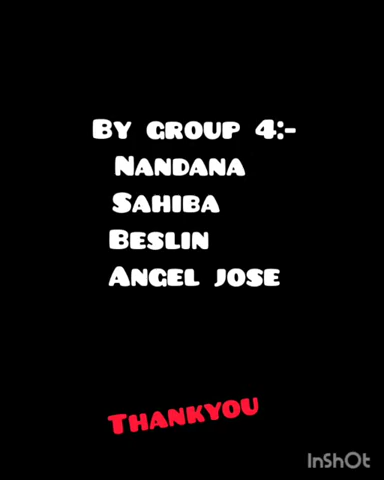 By group 4:-
Nandana
Sahiba
Beslin
Angel jose
Thankyou
InShOt